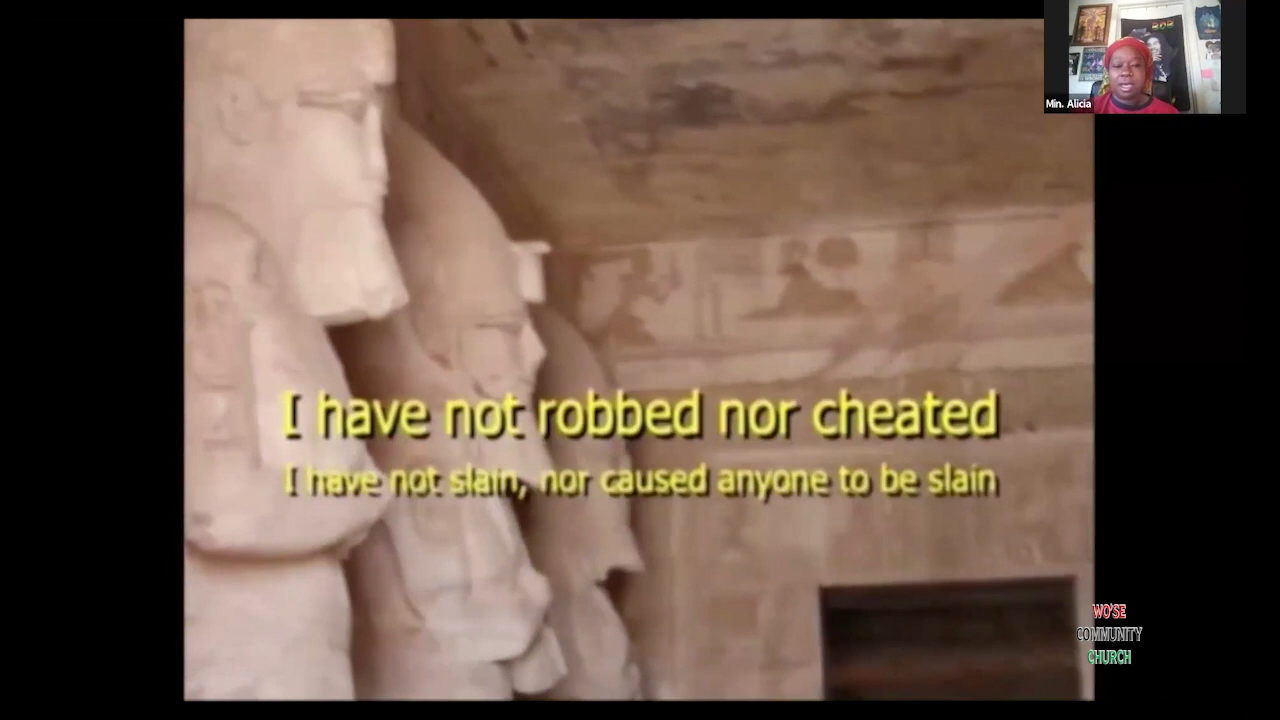 BOB
Min. Alicia
I have not robbed nor cheated
I have not slain, nor caused anyone to be slain
WO'SE
COMMUNITY
CHURCH